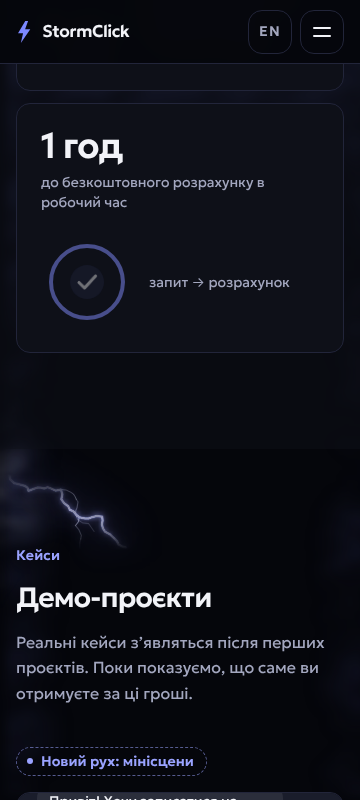 StormClick
EN
1 год
до безкоштовного розрахунку в
робочий час
запит → розрахунок
Кейси
Демо-проєкти
Реальні кейси з’являться після перших
проєктів. Поки показуємо, що саме ви
отримуєте за ці гроші.
Новий рух: мінісцени